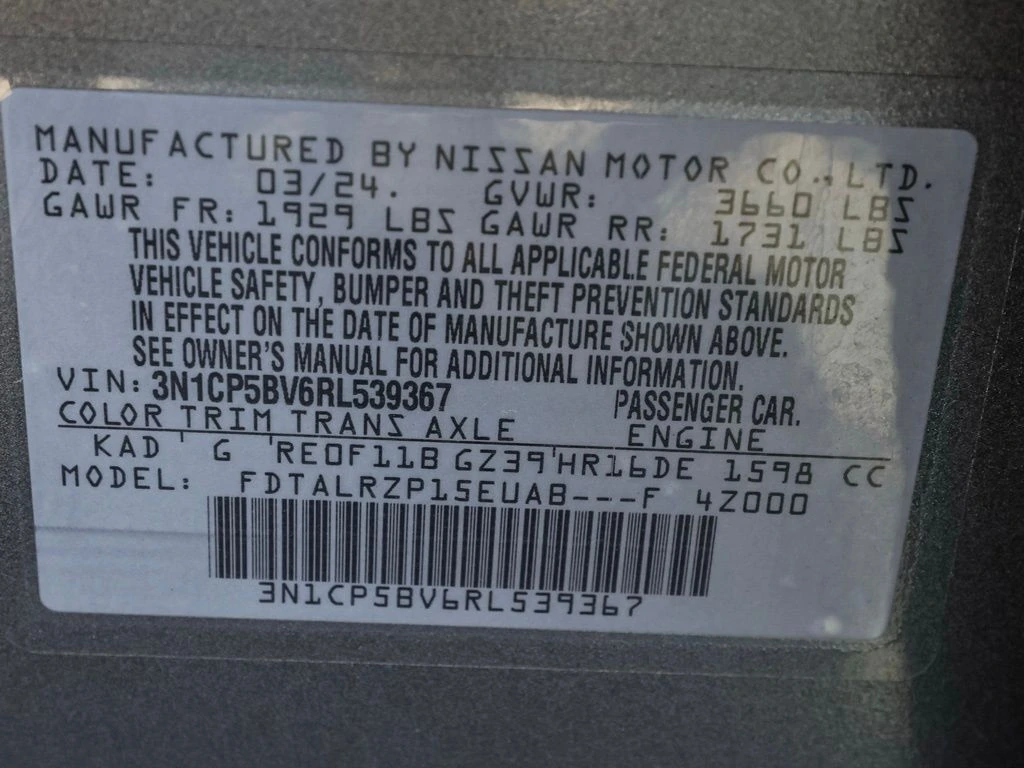 MANUFACTURED BY NISSAN MOTOR CO., LTD.
DATE: 03/24. GVWR: 3660 LBS
GAWR FR: 1929 LBS GAWR RR: 1731 LBS
THIS VEHICLE CONFORMS TO ALL APPLICABLE FEDERAL MOTOR
VEHICLE SAFETY, BUMPER AND THEFT PREVENTION STANDARDS
IN EFFECT ON THE DATE OF MANUFACTURE SHOWN ABOVE.
SEE OWNER'S MANUAL FOR ADDITIONAL INFORMATION.
VIN: 3N1CP5BV6RL539367 PASSENGER CAR.
COLOR TRIM TRANS AXLE ENGINE
KAD ' G ' RE0F11B GZ39'HR16DE 1598 CC
MODEL: FDTALRZP15EUAB---F 4Z000
3N1CP5BV6RL539367